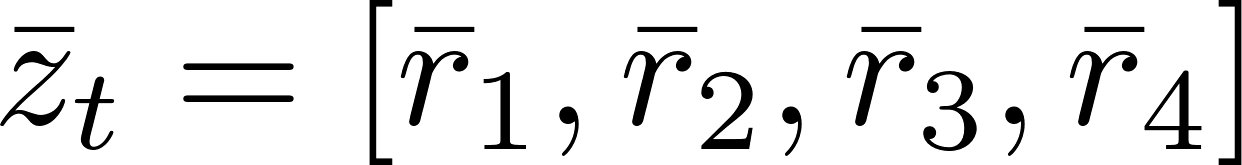 z̅_t = [r̅_1, r̅_2, r̅_3, r̅_4]